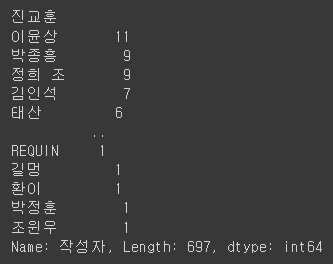 진교훈
이윤상 11
박종흥 9
정희 조 9
김인석 7
태산 6
..
REQUIN 1
길명 1
환이 1
박정훈 1
조원우 1
Name: 작성자, Length: 697, dtype: int64